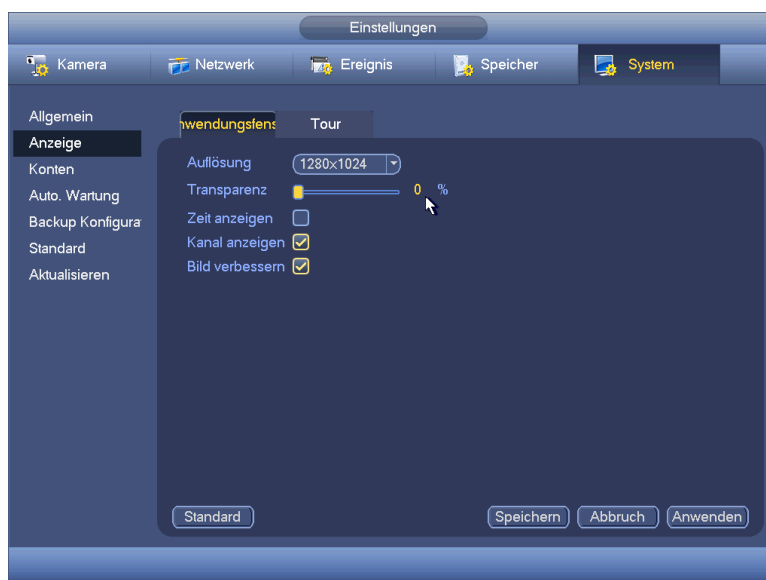 Einstellungen
Kamera Netzwerk Ereignis Speicher System
Allgemein
Anzeige
Konten
Auto. Wartung
Backup Konfigura
Standard
Aktualisieren
nwendungsfens Tour
Auflösung 1280x1024
Transparenz 0 %
Zeit anzeigen
Kanal anzeigen
Bild verbessern
Standard Speichern Abbruch Anwenden